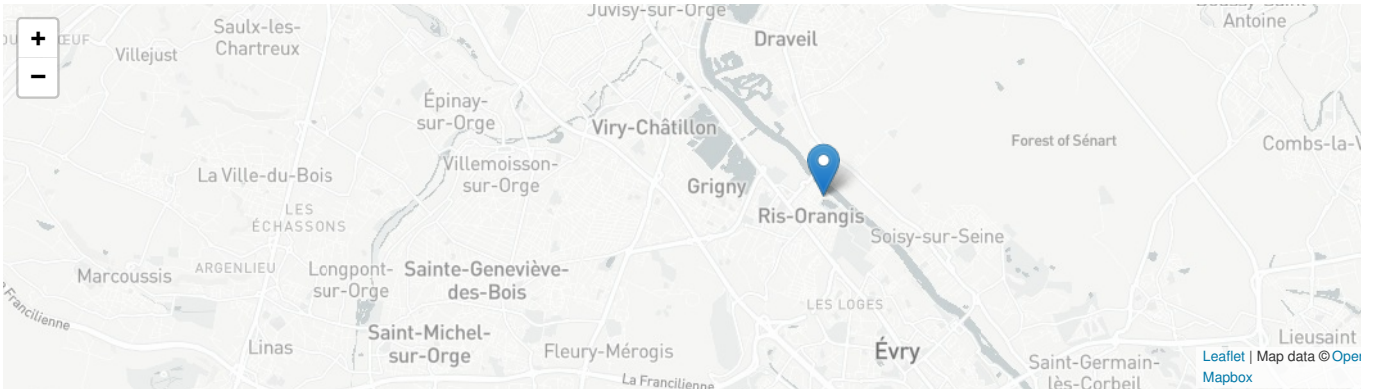 Juvisy-sur-Orge
Antoine
Saulx-les-
Chartreux
+
Villejust
Draveil
−
Épinay-
sur-Orge
Viry-Châtillon
Forest of Sénart
Combs-la-V
Villemoisson-
sur-Orge
La Ville-du-Bois
Grigny
LES
ÉCHASSONS
Ris-Orangis
Soisy-sur-Seine
Marcoussis
ARGENLIEU
Longpont-
sur-Orge
Sainte-Geneviève-
des-Bois
LES LOGES
a Francilienne
Linas
Saint-Michel-
sur-Orge
Fleury-Mérogis
Évry
Lieusaint
Saint-Germain-
lès-Corbeil
La Francilienne
Leaflet | Map data © Open
Mapbox